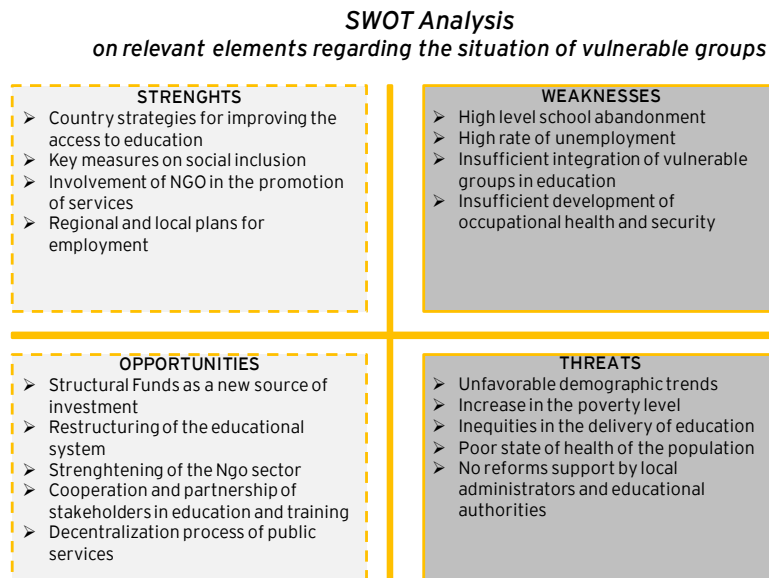 SWOT Analysis
on relevant elements regarding the situation of vulnerable groups
STRENGHTS
➢ Country strategies for improving the
access to education
➢ Key measures on social inclusion
➢ Involvement of NGO in the promotion
of services
➢ Regional and local plans for
employment
WEAKNESSES
➢ High level school abandonment
➢ High rate of unemployment
➢ Insufficient integration of vulnerable
groups in education
➢ Insufficient development of
occupational health and security
OPPORTUNITIES
➢ Structural Funds as a new source of
investment
➢ Restructuring of the educational
system
➢ Strenghtening of the Ngo sector
➢ Cooperation and partnership of
stakeholders in education and training
➢ Decentralization process of public
services
THREATS
➢ Unfavorable demographic trends
➢ Increase in the poverty level
➢ Inequities in the delivery of education
➢ Poor state of health of the population
➢ No reforms support by local
administrators and educational
authorities